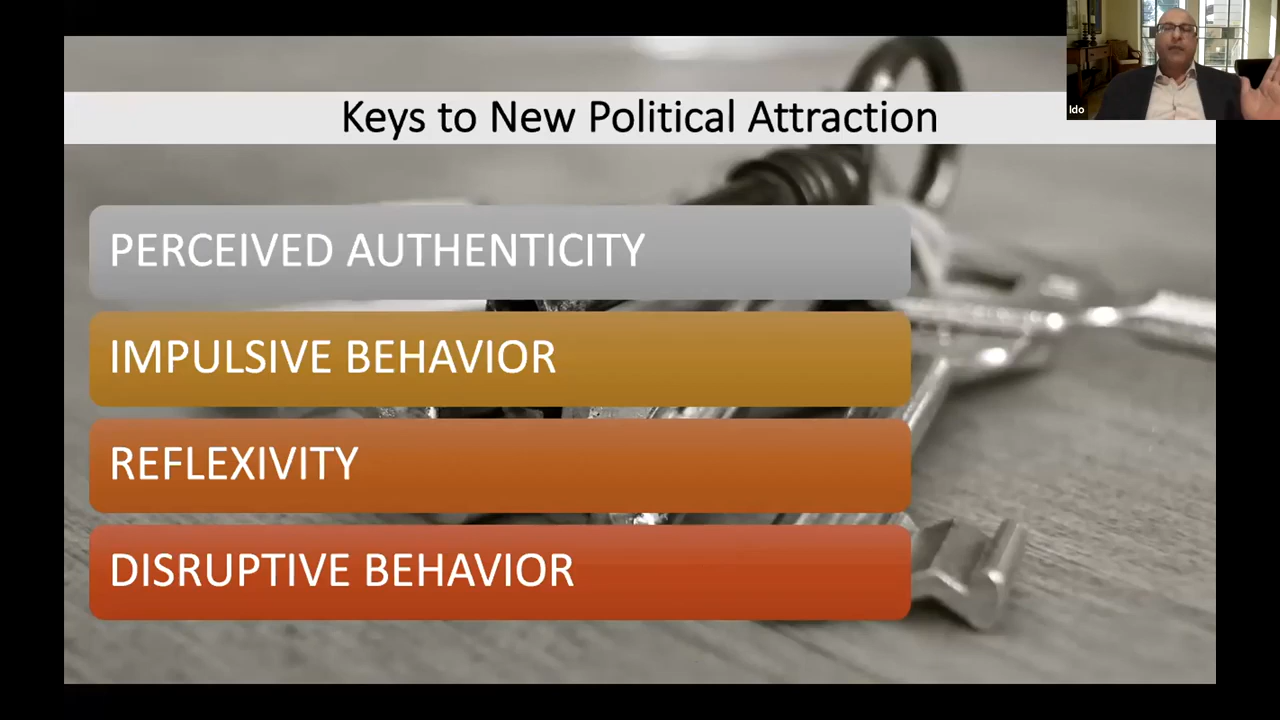 Keys to New Political Attraction
Ido
PERCEIVED AUTHENTICITY
IMPULSIVE BEHAVIOR
REFLEXIVITY
DISRUPTIVE BEHAVIOR